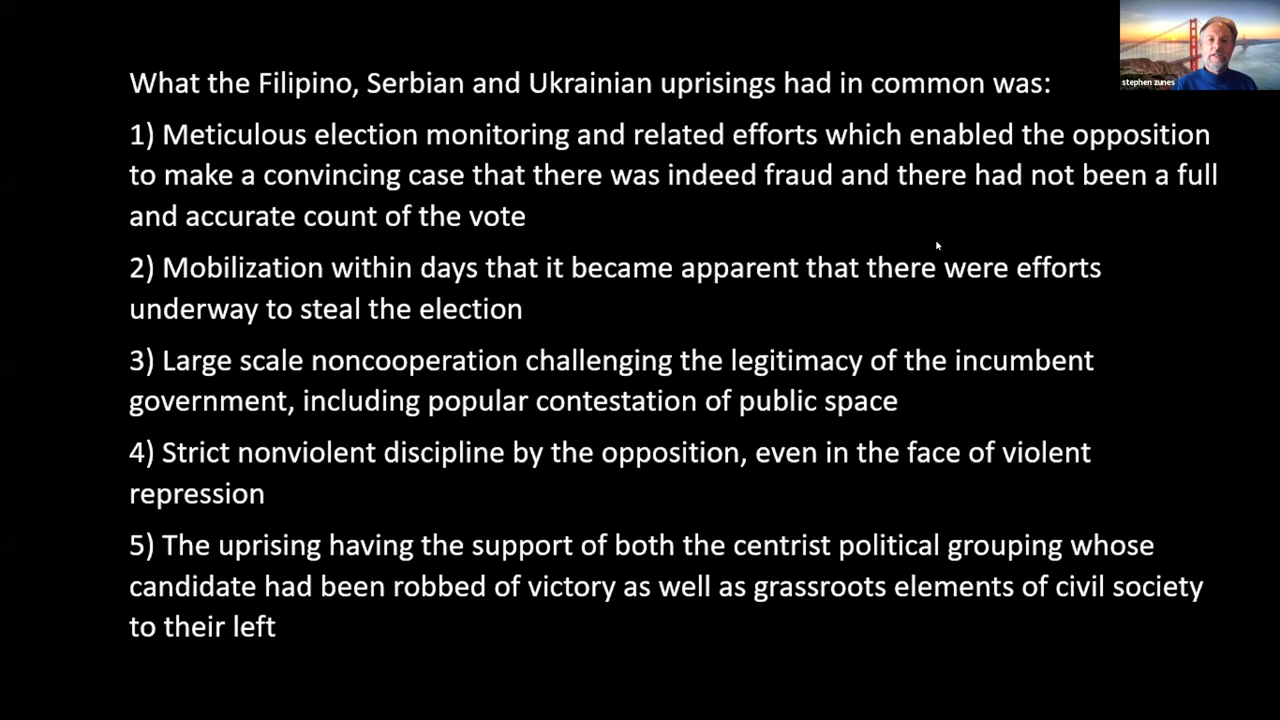 stephen zunes
What the Filipino, Serbian and Ukrainian uprisings had in common was:
1) Meticulous election monitoring and related efforts which enabled the opposition
to make a convincing case that there was indeed fraud and there had not been a full
and accurate count of the vote
2) Mobilization within days that it became apparent that there were efforts
underway to steal the election
3) Large scale noncooperation challenging the legitimacy of the incumbent
government, including popular contestation of public space
4) Strict nonviolent discipline by the opposition, even in the face of violent
repression
5) The uprising having the support of both the centrist political grouping whose
candidate had been robbed of victory as well as grassroots elements of civil society
to their left